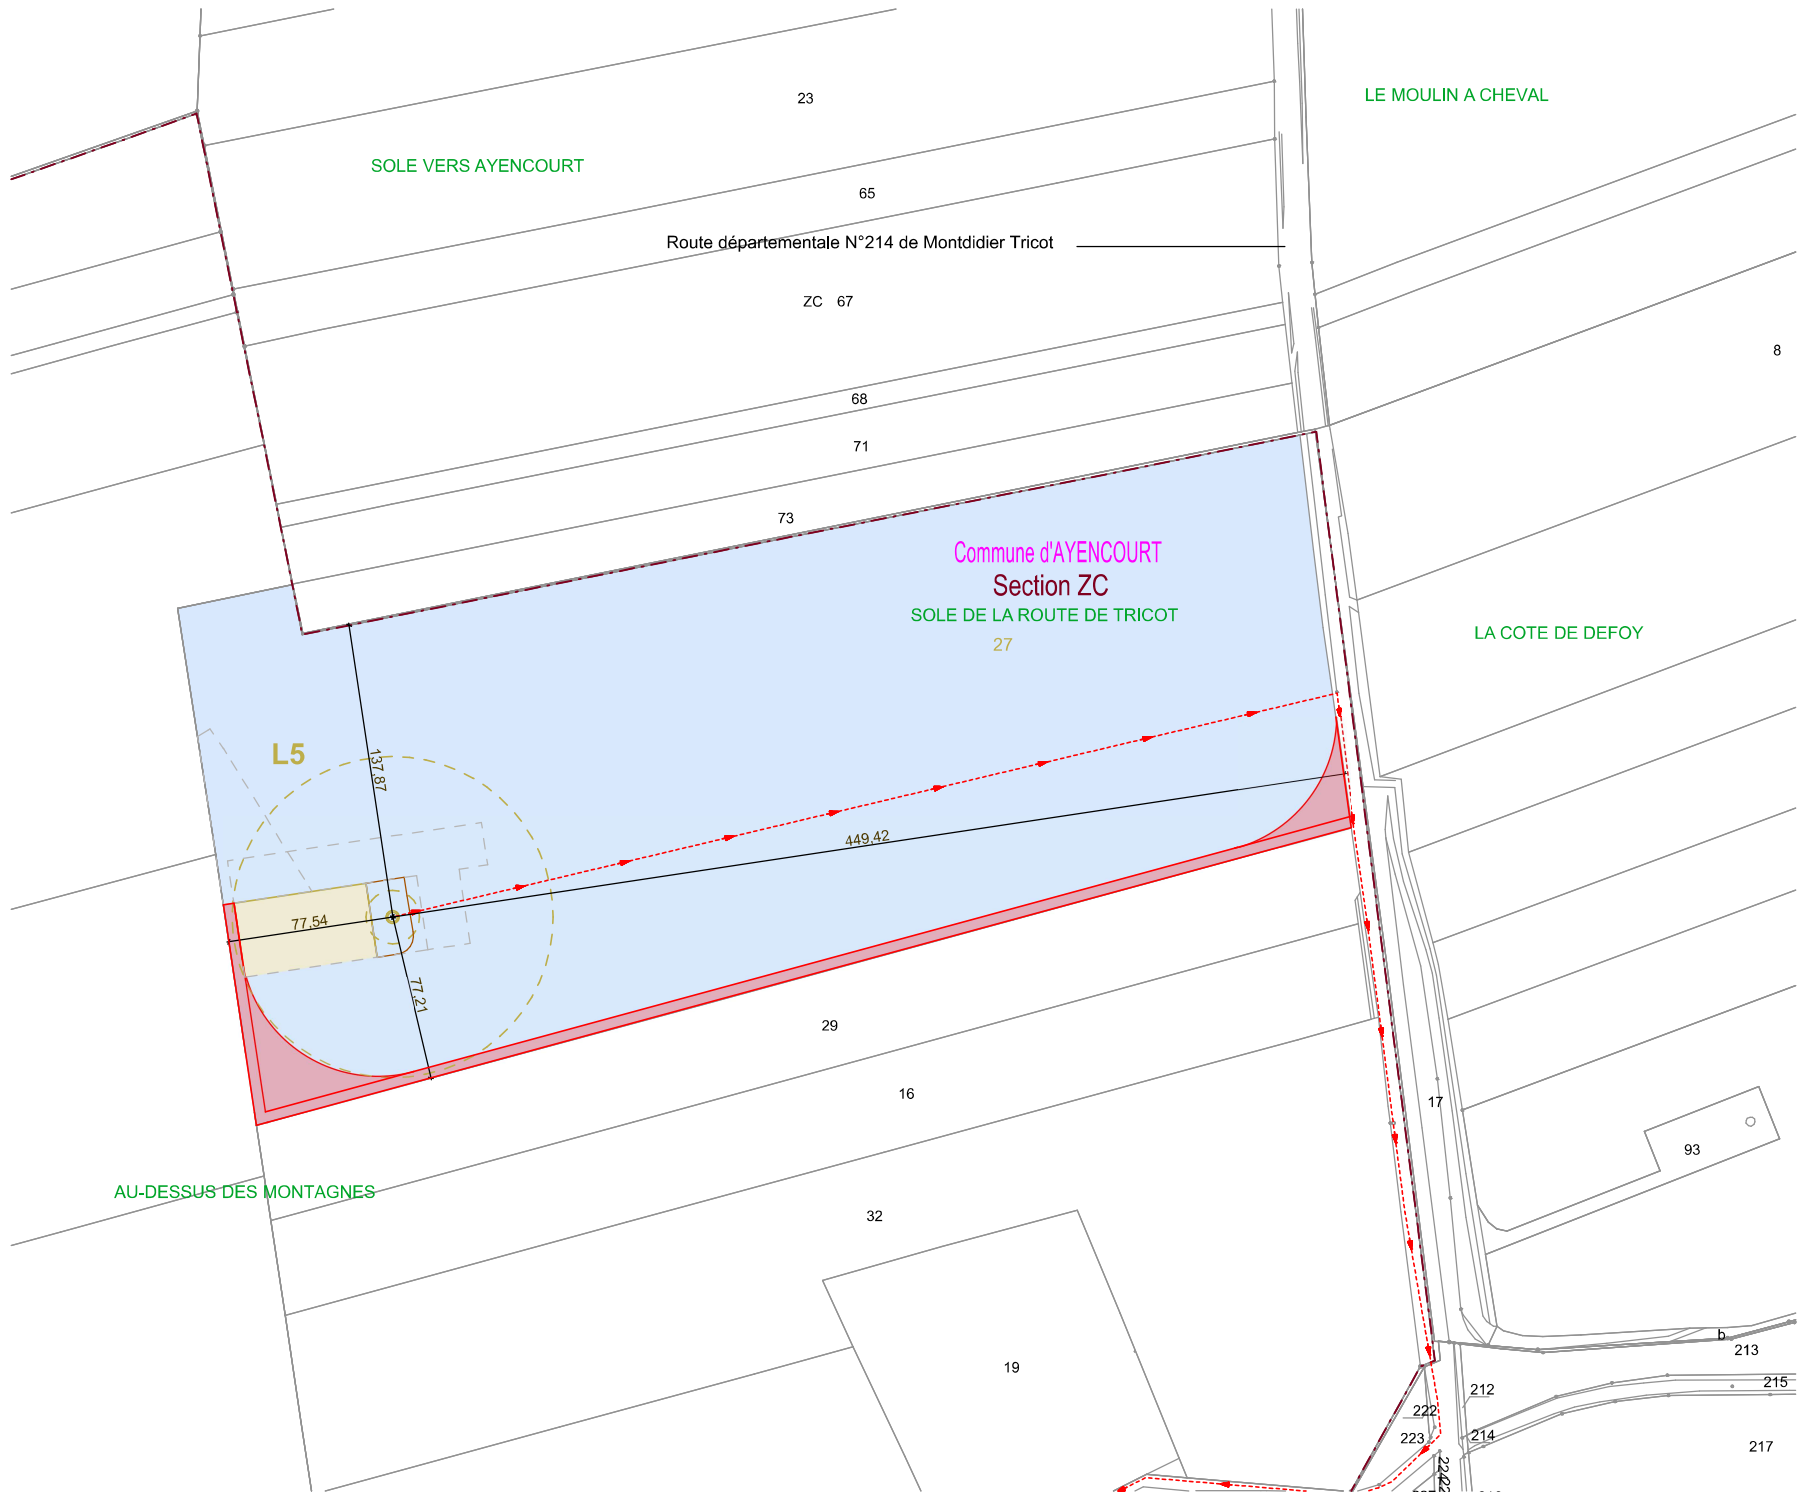 23
LE MOULIN A CHEVAL
SOLE VERS AYENCOURT
65
Route départementale N°214 de Montdidier Tricot
ZC 67
8
68
71
73
Commune d'AYENCOURT
Section ZC
SOLE DE LA ROUTE DE TRICOT
27
LA COTE DE DEFOY
L5
137,87
449,42
77,54
77,21
29
16
17
93
AU-DESSUS DES MONTAGNES
32
19
b
213
215
212
222
223
214
217